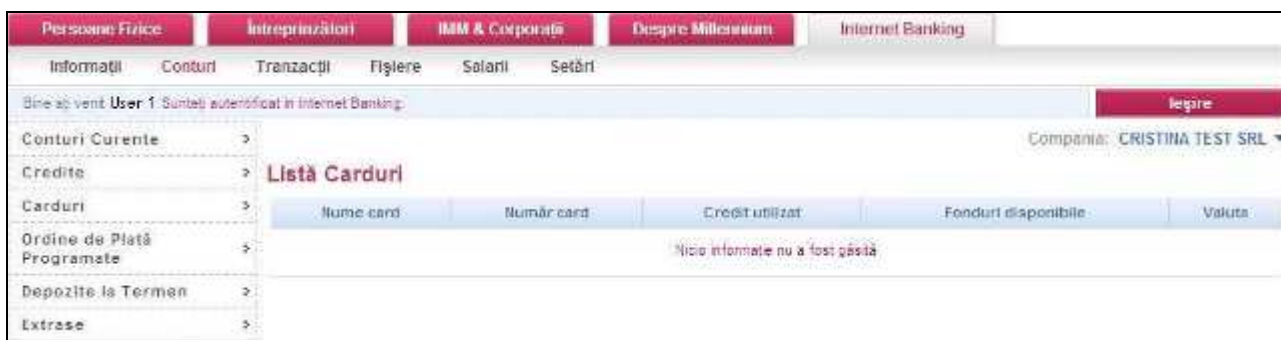 Persoane Fizice Întreprinzători IMM & Corporații Despre Millennium Internet Banking
Informații Conturi Tranzacții Fișiere Salarii Setări
Bine ați venit User 1 Sunteți autentificat în Internet Banking. Ieșire
Compania: CRISTINA TEST SRL
Conturi Curente
Credite
Carduri
Ordine de Plată
Programate
Depozite la Termen
Extrase
Listă Carduri
Nume card Număr card Credit utilizat Fonduri disponibile Valuta
Nicio informație nu a fost găsită